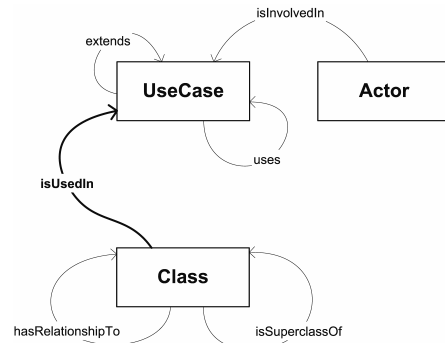 isInvolvedIn
extends
UseCase
Actor
uses
isUsedIn
Class
hasRelationshipTo
isSuperclassOf